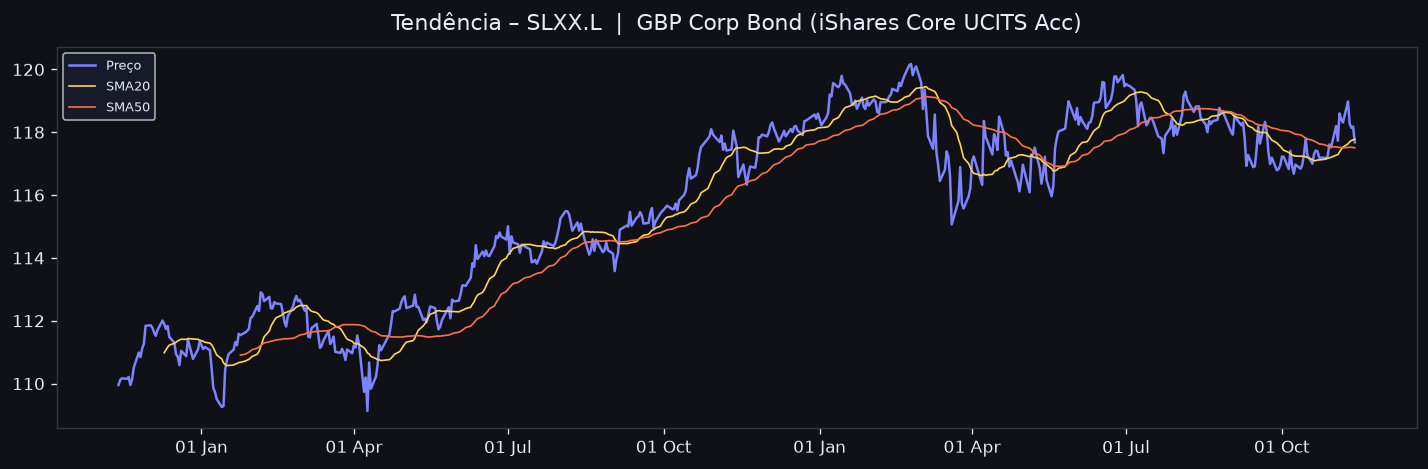 Tendência – SLXX.L | GBP Corp Bond (iShares Core UCITS Acc)
Preço
SMA20
SMA50
120
118
116
114
112
110
01 Jan 01 Apr 01 Jul 01 Oct 01 Jan 01 Apr 01 Jul 01 Oct